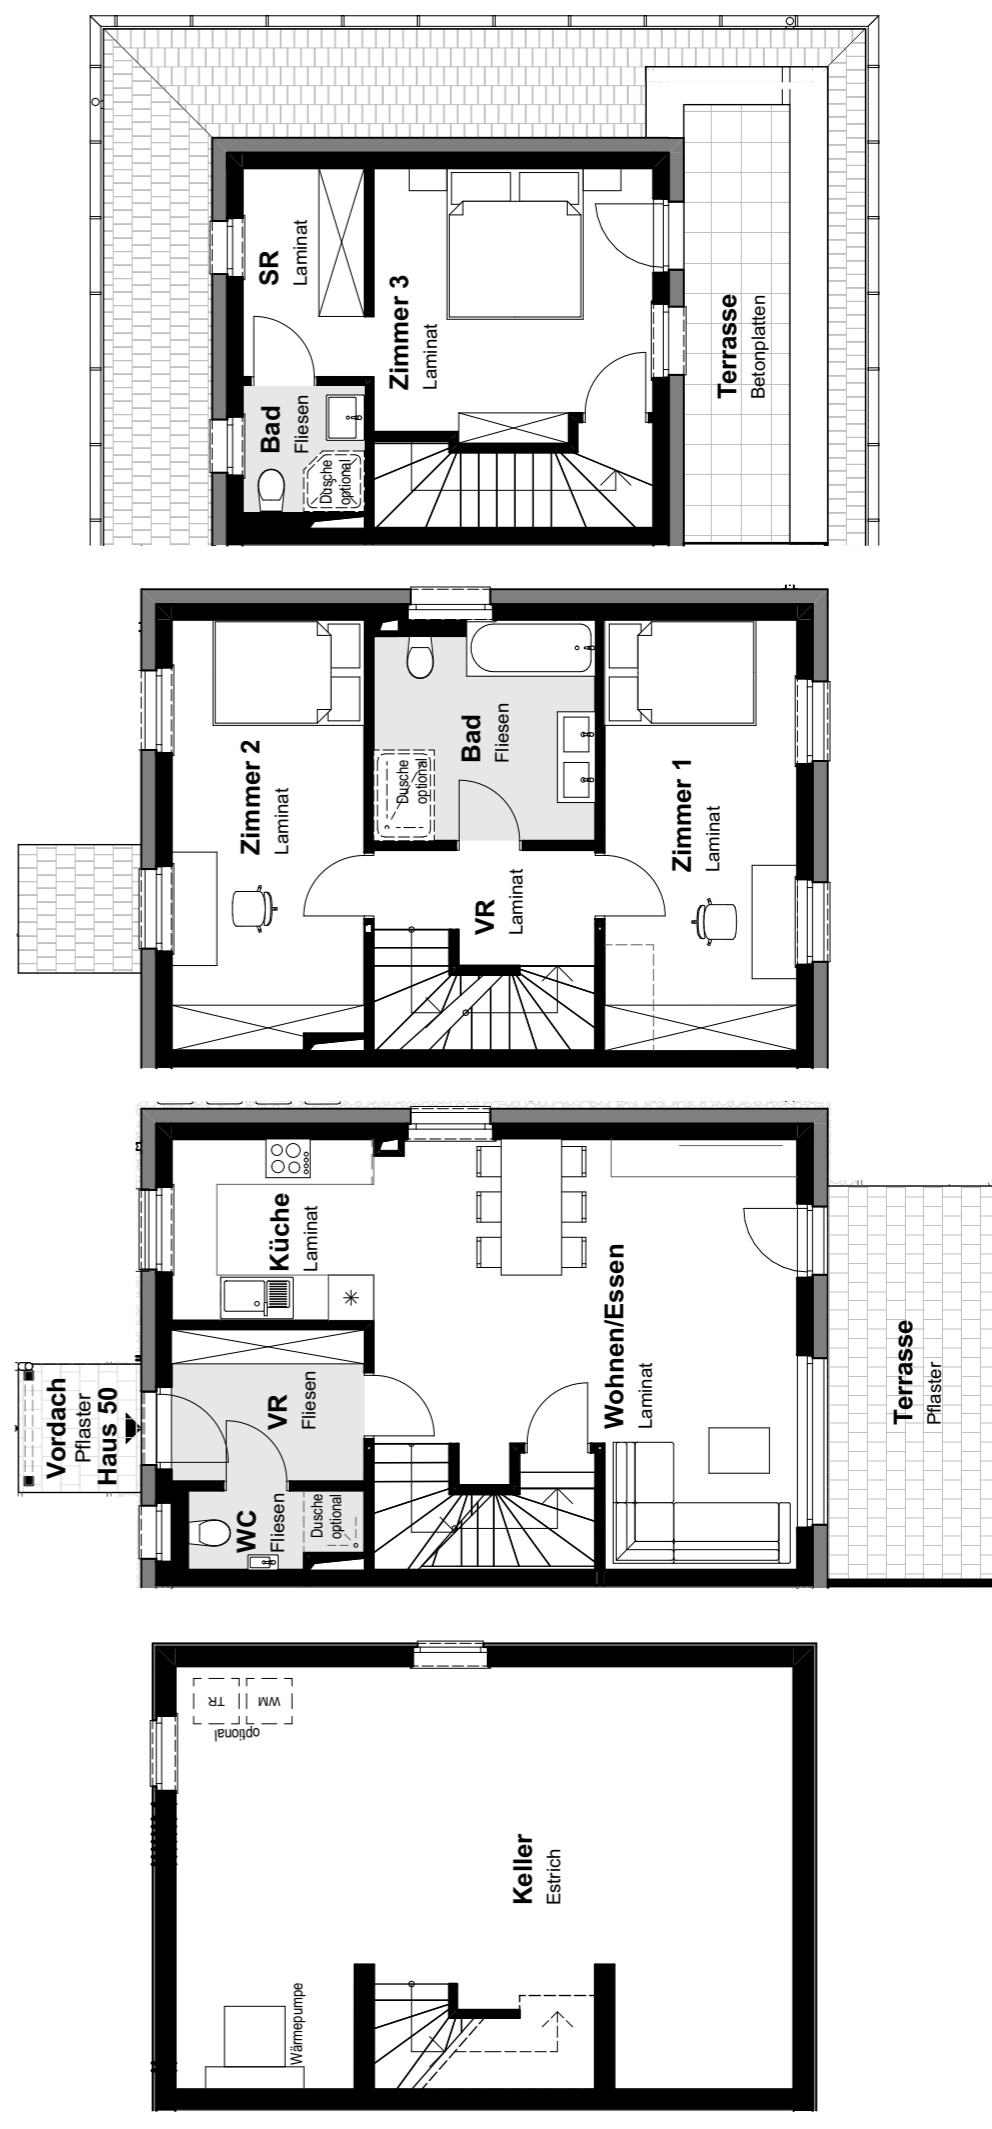 SR
Laminat
Zimmer 3
Laminat
Bad
Fliesen
Dusche
optional
Terrasse
Betonplatten
Zimmer 2
Laminat
Bad
Fliesen
Dusche
optional
Zimmer 1
Laminat
VR
Laminat
Küche
Laminat
Wohnen/Essen
Laminat
Terrasse
Pflaster
Vordach
Pflaster
Haus 50
VR
Fliesen
WC
Fliesen
Dusche
optional
TR
WM
optional
Keller
Estrich
Wärmepumpe